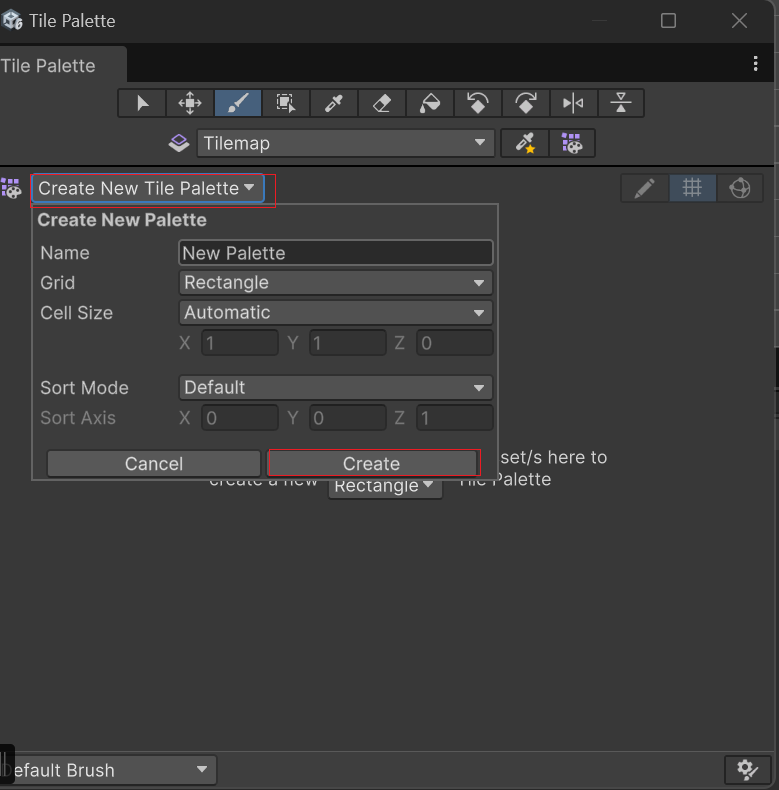 Tile Palette
Tile Palette
Tilemap
Create New Tile Palette
Create New Palette
Name New Palette
Grid Rectangle
Cell Size Automatic
X 1 Y 1 Z 0
Sort Mode Default
Sort Axis X 0 Y 0 Z 1
Cancel Create
set/s here to
create a new Rectangle Tile Palette
efault Brush